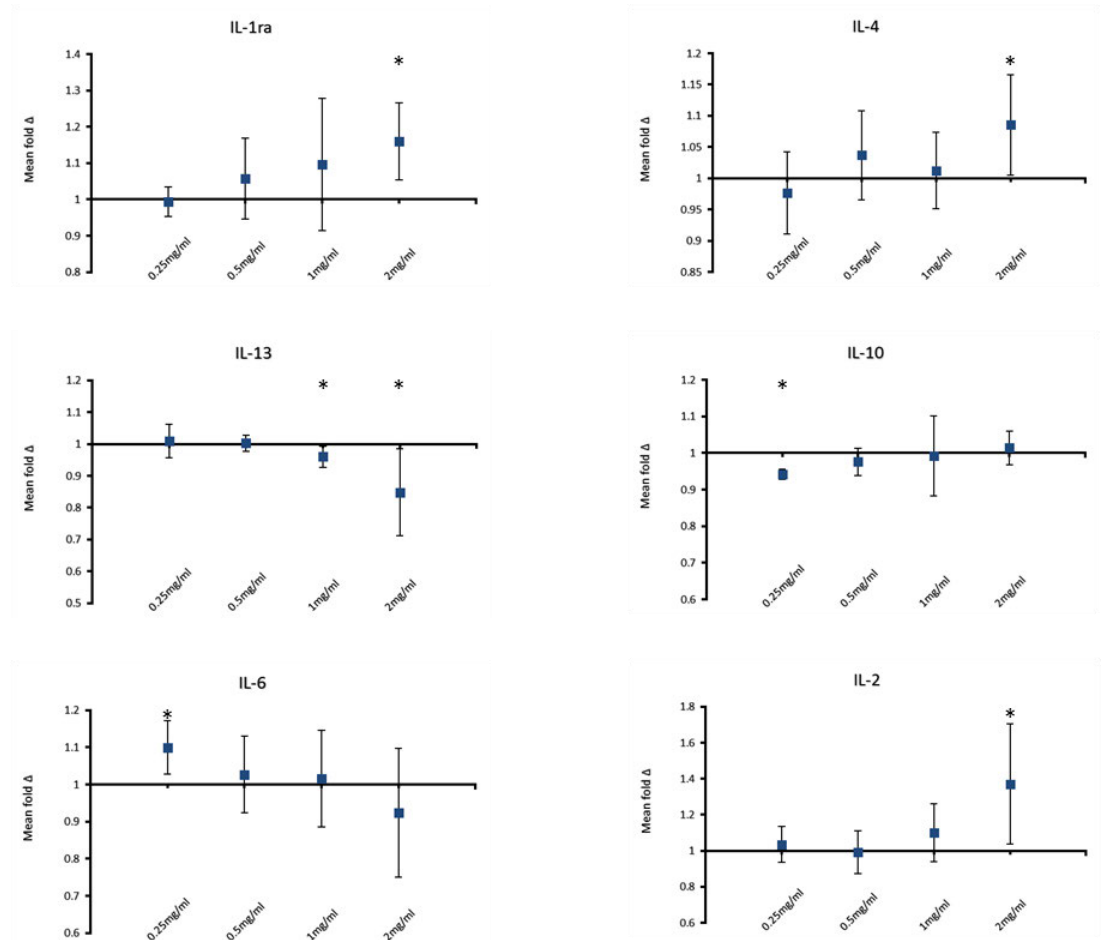 IL-1ra
Mean fold Δ
1.4
1.3
1.2
1.1
1
0.9
0.8
*
0.25mg/ml
0.5mg/ml
1mg/ml
2mg/ml
IL-4
Mean fold Δ
1.2
1.15
1.1
1.05
1
0.95
0.9
0.85
*
0.25mg/ml
0.5mg/ml
1mg/ml
2mg/ml
IL-13
Mean fold Δ
1.2
1.1
1
0.9
0.8
0.7
0.6
0.5
*
*
0.25mg/ml
0.5mg/ml
1mg/ml
2mg/ml
IL-10
Mean fold Δ
1.2
1.1
1
0.9
0.8
0.7
0.6
*
0.25mg/ml
0.5mg/ml
1mg/ml
2mg/ml
IL-6
Mean fold Δ
1.2
1.1
1
0.9
0.8
0.7
0.6
*
0.25mg/ml
0.5mg/ml
1mg/ml
2mg/ml
IL-2
Mean fold Δ
1.8
1.6
1.4
1.2
1
0.8
0.6
*
0.25mg/ml
0.5mg/ml
1mg/ml
2mg/ml